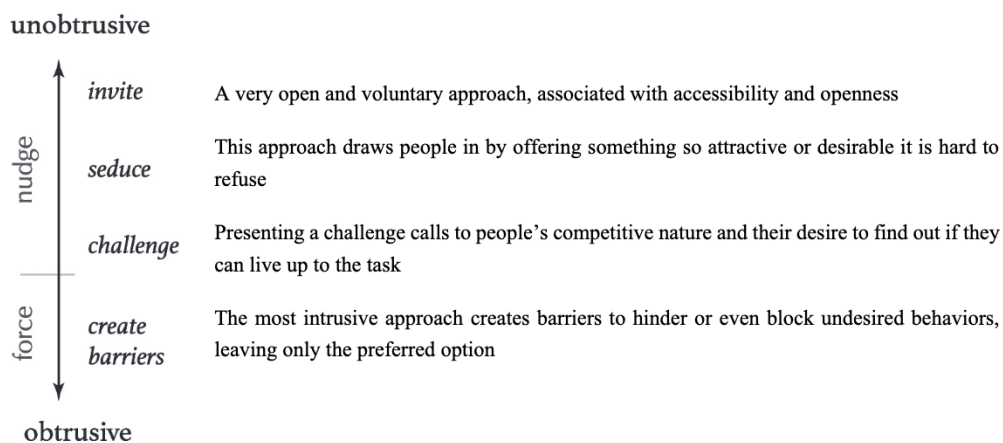 unobtrusive
nudge
invite
A very open and voluntary approach, associated with accessibility and openness
seduce
This approach draws people in by offering something so attractive or desirable it is hard to
refuse
challenge
Presenting a challenge calls to people's competitive nature and their desire to find out if they
can live up to the task
force
create
barriers
The most intrusive approach creates barriers to hinder or even block undesired behaviors,
leaving only the preferred option
obtrusive